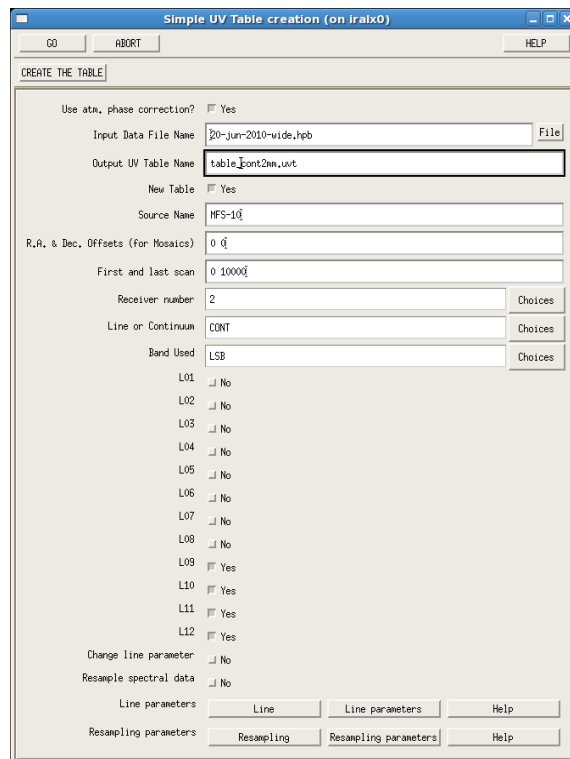 Simple UV Table creation (on iralx0)
GO ABORT HELP
CREATE THE TABLE
Use atm. phase correction? Yes
Input Data File Name 20-jun-2010-wide.hpb File
Output UV Table Name table_cont2mm.uvt
New Table Yes
Source Name MFS-10
R.A. & Dec. Offsets (for Mosaics) 0 0
First and last scan 0 10000
Receiver number 2 Choices
Line or Continuum CONT Choices
Band Used LSB Choices
L01 No
L02 No
L03 No
L04 No
L05 No
L06 No
L07 No
L08 No
L09 Yes
L10 Yes
L11 Yes
L12 Yes
Change line parameter No
Resample spectral data No
Line parameters Line Line parameters Help
Resampling parameters Resampling Resampling parameters Help